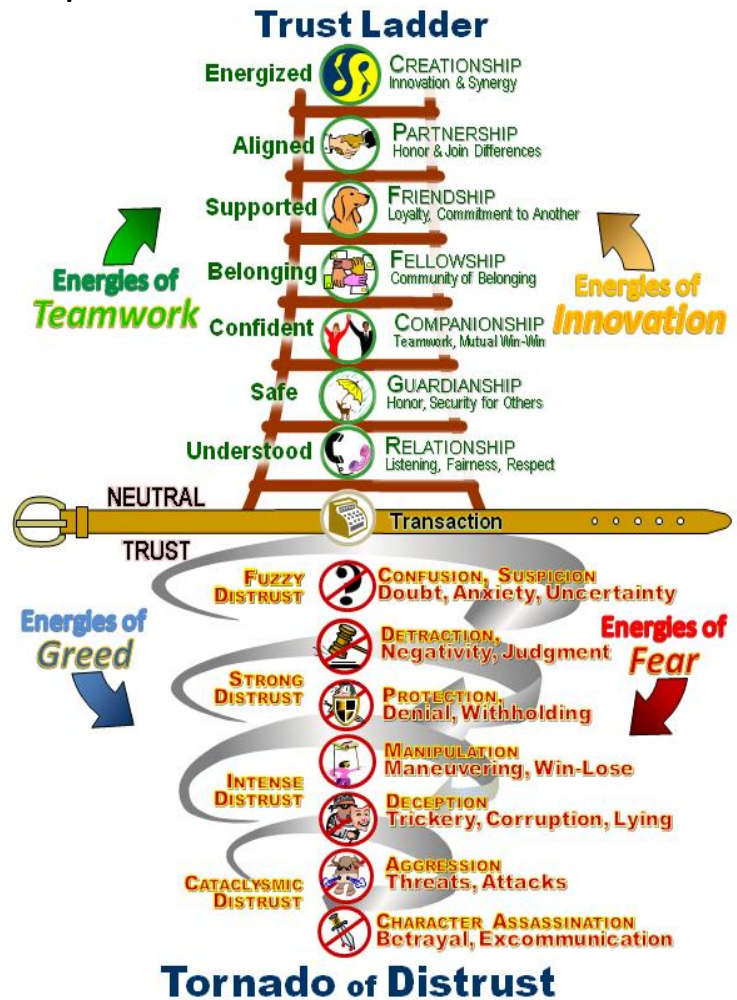 Trust Ladder
Energized
CREATIONSHIP
Innovation & Synergy
Aligned
PARTNERSHIP
Honor & Join Differences
Supported
FRIENDSHIP
Loyalty, Commitment to Another
Energies of
Teamwork
Belonging
FELLOWSHIP
Community of Belonging
Energies of
Innovation
Confident
COMPANIONSHIP
Teamwork, Mutual Win-Win
Safe
GUARDIANSHIP
Honor, Security for Others
Understood
RELATIONSHIP
Listening, Fairness, Respect
NEUTRAL
Transaction
TRUST
FUZZY
DISTRUST
CONFUSION, SUSPICION
Doubt, Anxiety, Uncertainty
Energies of
Greed
DETRACTION,
Negativity, Judgment
Energies of
Fear
STRONG
DISTRUST
PROTECTION,
Denial, Withholding
MANIPULATION
Maneuvering, Win-Lose
INTENSE
DISTRUST
DECEPTION
Trickery, Corruption, Lying
AGGRESSION
Threats, Attacks
CATACLYSMIC
DISTRUST
CHARACTER ASSASSINATION
Betrayal, Excommunication
Tornado of Distrust